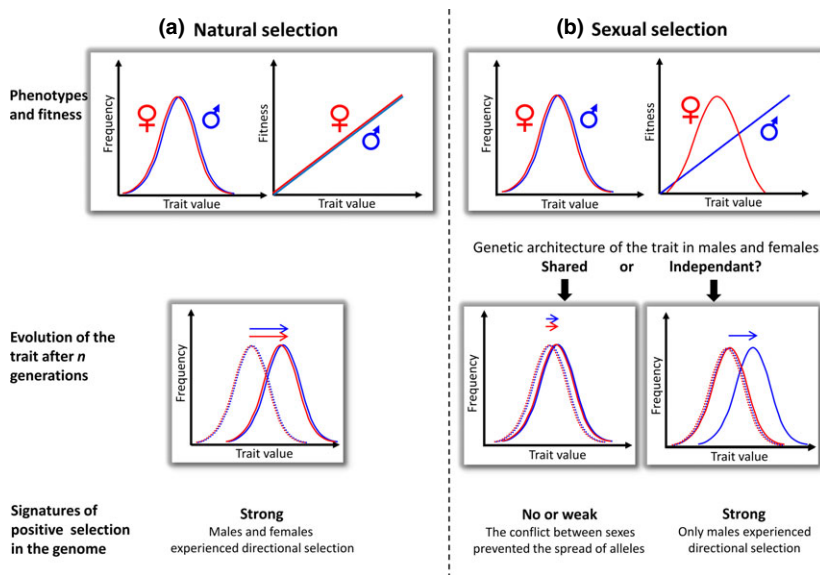 (a) Natural selection
(b) Sexual selection
Phenotypes
and fitness
Frequency
♀
♂
Trait value
Fitness
♀
♂
Trait value
Frequency
♀
♂
Trait value
Fitness
♀
♂
Trait value
Genetic architecture of the trait in males and females
Shared or Independant?
Evolution of the
trait after n
generations
Frequency
Trait value
Frequency
Trait value
Frequency
Trait value
Signatures of
positive selection
in the genome
Strong
Males and females
experienced directional selection
No or weak
The conflict between sexes
prevented the spread of alleles
Strong
Only males experienced
directional selection